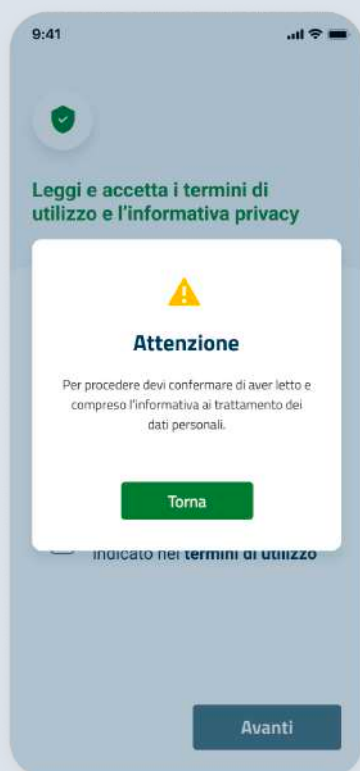 9:41
Leggi e accetta i termini di
utilizzo e l'informativa privacy
Attenzione
Per procedere devi confermare di aver letto e
compreso l'informativa ai trattamento dei
dati personali.
Torna
indicato nei termini di utilizzo
Avanti